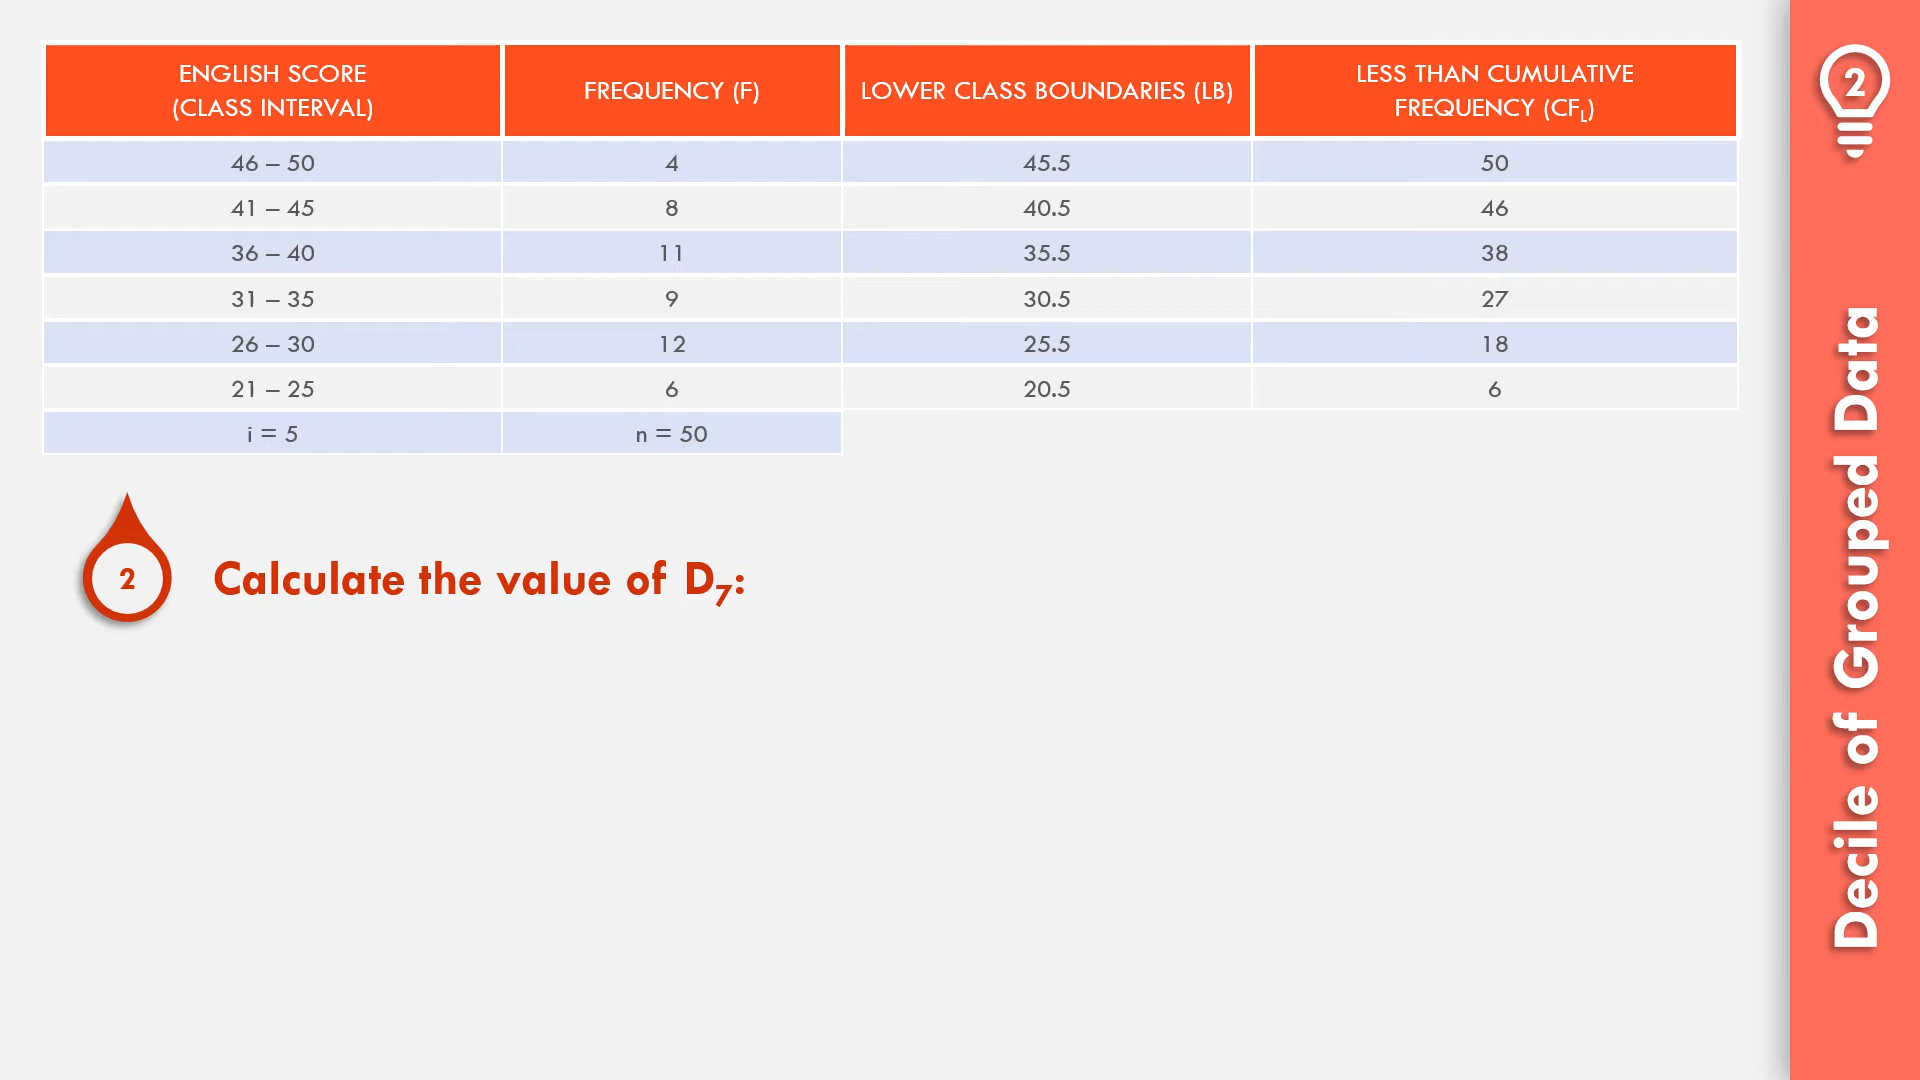 ENGLISH SCORE
(CLASS INTERVAL)
FREQUENCY (F)
LOWER CLASS BOUNDARIES (LB)
LESS THAN CUMULATIVE
FREQUENCY (CFL)
46 – 50 4 45.5 50
41 – 45 8 40.5 46
36 – 40 11 35.5 38
31 – 35 9 30.5 27
26 – 30 12 25.5 18
21 – 25 6 20.5 6
i = 5 n = 50
2
Calculate the value of D7:
2
Decile of Grouped Data